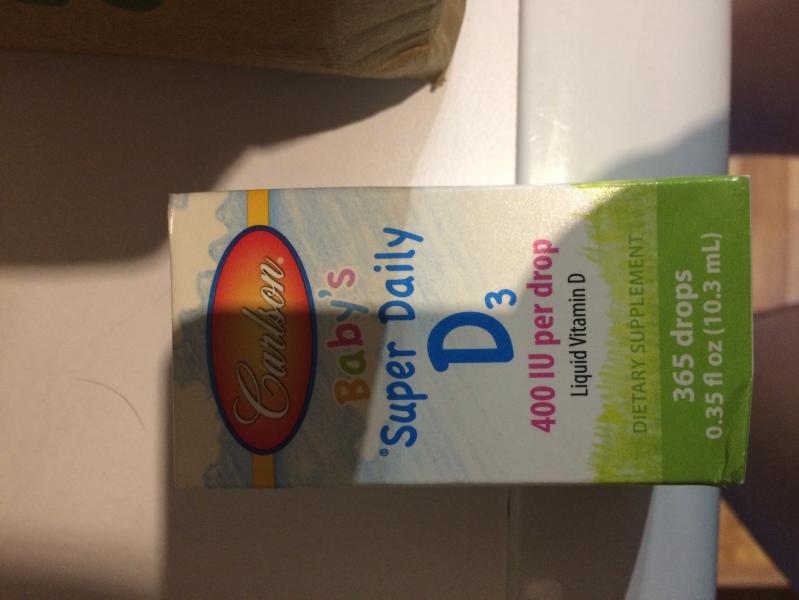 Carlson®
Baby's
Super Daily®
D3
400 IU per drop
Liquid Vitamin D
DIETARY SUPPLEMENT
365 drops
0.35 fl oz (10.3 mL)